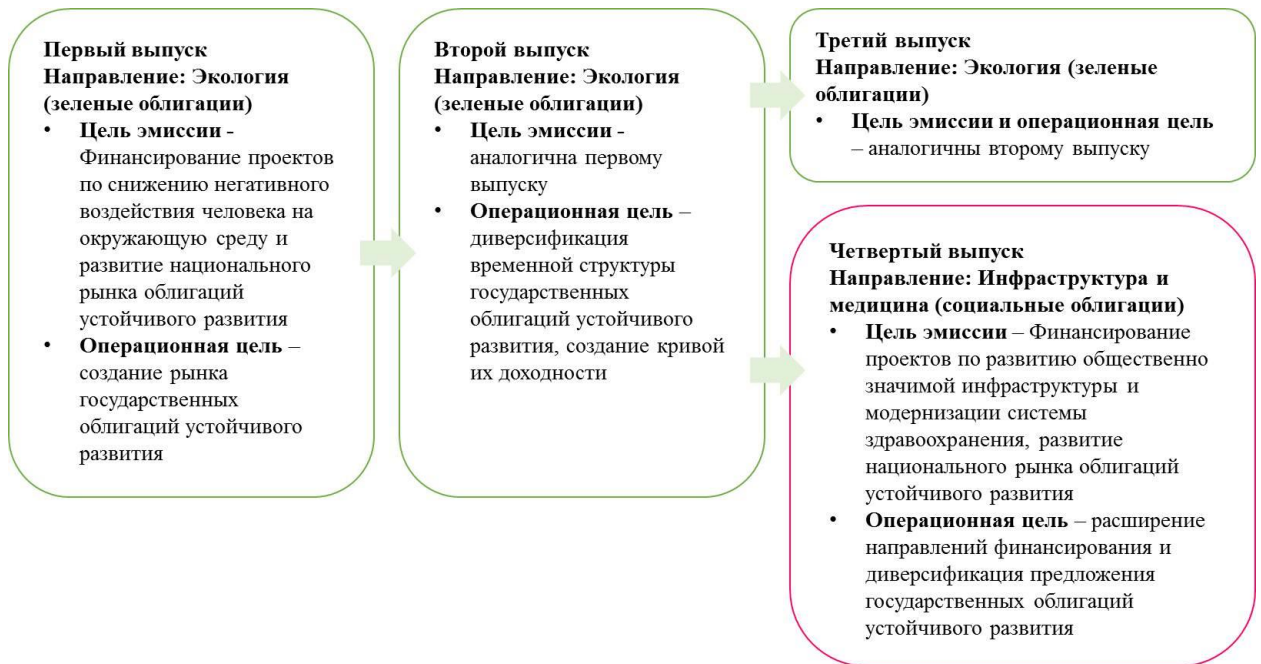 Первый выпуск
Направление: Экология
(зеленые облигации)
• Цель эмиссии -
Финансирование проектов
по снижению негативного
воздействия человека на
окружающую среду и
развитие национального
рынка облигаций
устойчивого развития
• Операционная цель –
создание рынка
государственных
облигаций устойчивого
развития
Второй выпуск
Направление: Экология
(зеленые облигации)
• Цель эмиссии -
аналогична первому
выпуску
• Операционная цель –
диверсификация
временной структуры
государственных
облигаций устойчивого
развития, создание кривой
их доходности
Третий выпуск
Направление: Экология (зеленые
облигации)
• Цель эмиссии и операционная цель
– аналогичны второму выпуску
Четвертый выпуск
Направление: Инфраструктура и
медицина (социальные облигации)
• Цель эмиссии – Финансирование
проектов по развитию общественно
значимой инфраструктуры и
модернизации системы
здравоохранения, развитие
национального рынка облигаций
устойчивого развития
• Операционная цель – расширение
направлений финансирования и
диверсификация предложения
государственных облигаций
устойчивого развития